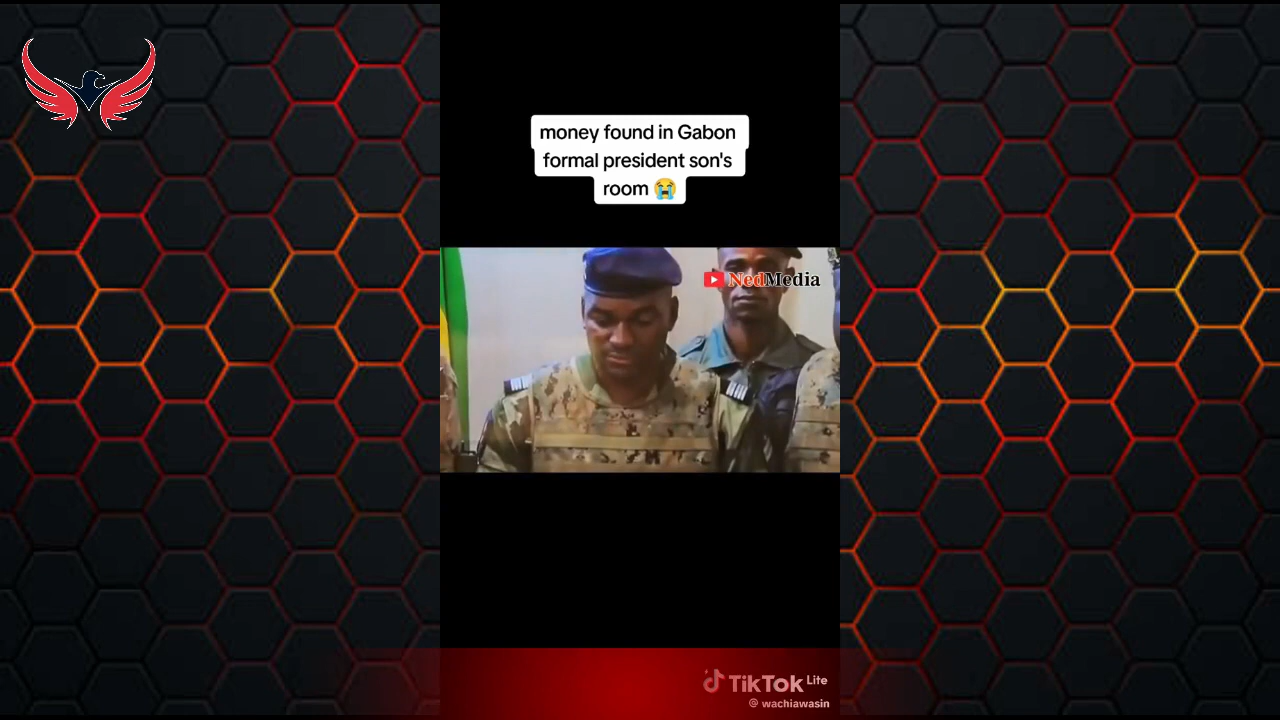 money found in Gabon
formal president son's
room 😭
NedMedia
TikTok Lite
@ wachiawasin